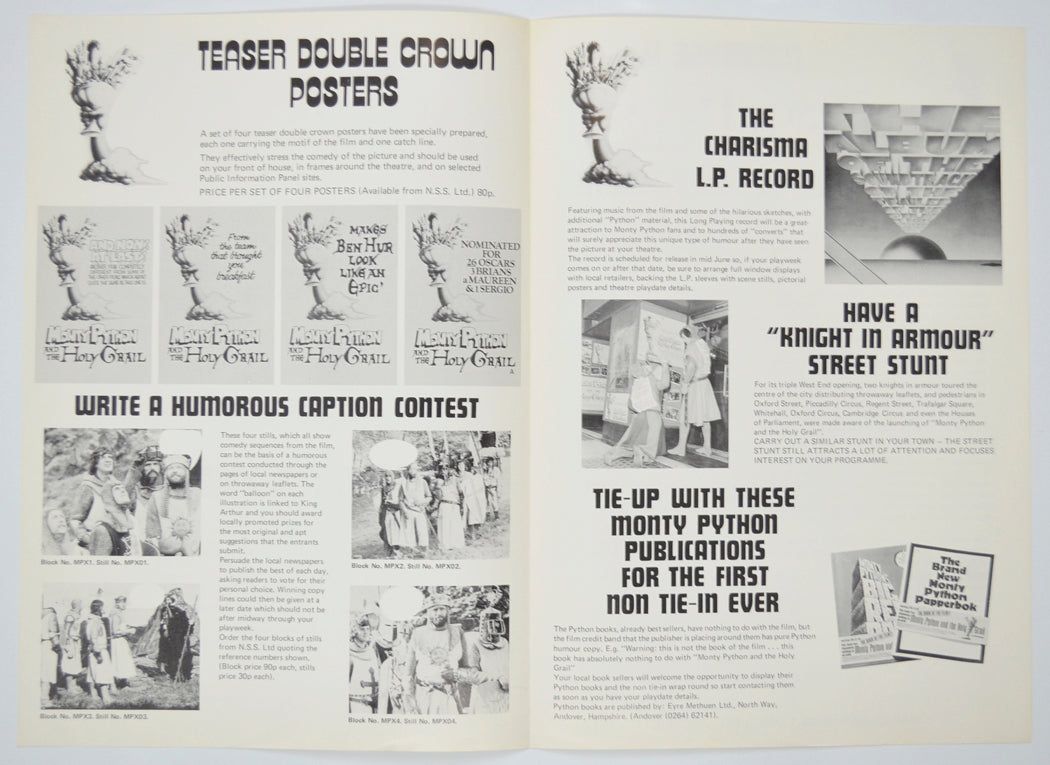 TEASER DOUBLE CROWN
POSTERS
A set of four teaser double crown posters have been specially prepared,
each one carrying the motif of the film and one catch line.
They effectively stress the comedy of the picture and should be used
on your front of house, in frames around the theatre, and on selected
Public Information Panel sites.
PRICE PER SET OF FOUR POSTERS (Available from N.S.S. Ltd.) 80p.
AND NOW!
AT LAST!
MONTY PYTHON
AND THE HOLY GRAIL
From
the team
that brought
you
breakfast
MONTY PYTHON
AND THE HOLY GRAIL
MAKES
BEN HUR
LOOK
LIKE AN
EPIC'
MONTY PYTHON
AND THE HOLY GRAIL
NOMINATED
FOR
26 OSCARS
3 BRIANS
a MAUREEN
& 1 SERGIO
MONTY PYTHON
AND THE HOLY GRAIL
A.
WRITE A HUMOROUS CAPTION CONTEST
Block No. MPX1. Still No. MPX01.
These four stills, which all show
comedy sequences from the film,
can be the basis of a humorous
contest conducted through the
pages of local newspapers or
on throwaway leaflets. The
word "balloon" on each
illustration is linked to King
Arthur and you should award
locally promoted prizes for
the most original and apt
suggestions that the entrants
submit.
Persuade the local newspapers
to publish the best of each day,
asking readers to vote for their
personal choice. Winning copy
lines could then be given at a
later date which should not be
after midway through your
playweek.
Order the four blocks of stills
from N.S.S. Ltd quoting the
reference numbers shown.
(Block price 90p each, stills
price 30p each).
Block No. MPX2. Still No. MPX02.
Block No. MPX3. Still No. MPX03.
Block No. MPX4. Still No. MPX04.
THE
CHARISMA
L.P. RECORD
Featuring music from the film and some of the hilarious sketches, with
additional "Python" material, this Long Playing record will be a great
attraction to Monty Python fans and to hundreds of "converts" that
will surely appreciate this unique type of humour after they have seen
the picture at your theatre.
The record is scheduled for release in mid June so, if your playweek
comes on or after that date, be sure to arrange full window displays
with local retailers, backing the L.P. sleeves with scene stills, pictorial
posters and theatre playdate details.
HAVE A
"KNIGHT IN ARMOUR"
STREET STUNT
For its triple West End opening, two knights in armour toured the
centre of the city distributing throwaway leaflets, and pedestrians in
Oxford Street, Piccadilly Circus, Regent Street, Trafalgar Square,
Whitehall, Oxford Circus, Cambridge Circus and even the Houses
of Parliament, were made aware of the launching of "Monty Python
and the Holy Grail".
CARRY OUT A SIMILAR STUNT IN YOUR TOWN – THE STREET
STUNT STILL ATTRACTS A LOT OF ATTENTION AND FOCUSES
INTEREST ON YOUR PROGRAMME.
TIE-UP WITH THESE
MONTY PYTHON
PUBLICATIONS
FOR THE FIRST
NON TIE-IN EVER
The Python books, already best sellers, have nothing to do with the film, but
the film credit band that the publisher is placing around them has pure Python
humour copy. E.g. "Warning: this is not the book of the film . . . this
book has absolutely nothing to do with "Monty Python and the Holy
Grail"
Your local book sellers will welcome the opportunity to display their
Python books and the non tie-in wrap round so start contacting them
as soon as you have your playdate details.
Python books are published by: Eyre Methuen Ltd., North Way,
Andover, Hampshire. (Andover (0264) 62141).
The
Brand
New
Monty
Python
Papperbok
Monty Python and the Holy Grail